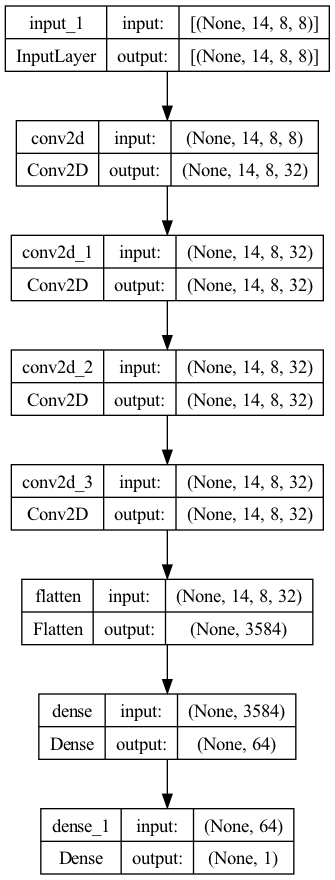 input_1 input: [(None, 14, 8, 8)]
InputLayer output: [(None, 14, 8, 8)]
conv2d input: (None, 14, 8, 8)
Conv2D output: (None, 14, 8, 32)
conv2d_1 input: (None, 14, 8, 32)
Conv2D output: (None, 14, 8, 32)
conv2d_2 input: (None, 14, 8, 32)
Conv2D output: (None, 14, 8, 32)
conv2d_3 input: (None, 14, 8, 32)
Conv2D output: (None, 14, 8, 32)
flatten input: (None, 14, 8, 32)
Flatten output: (None, 3584)
dense input: (None, 3584)
Dense output: (None, 64)
dense_1 input: (None, 64)
Dense output: (None, 1)